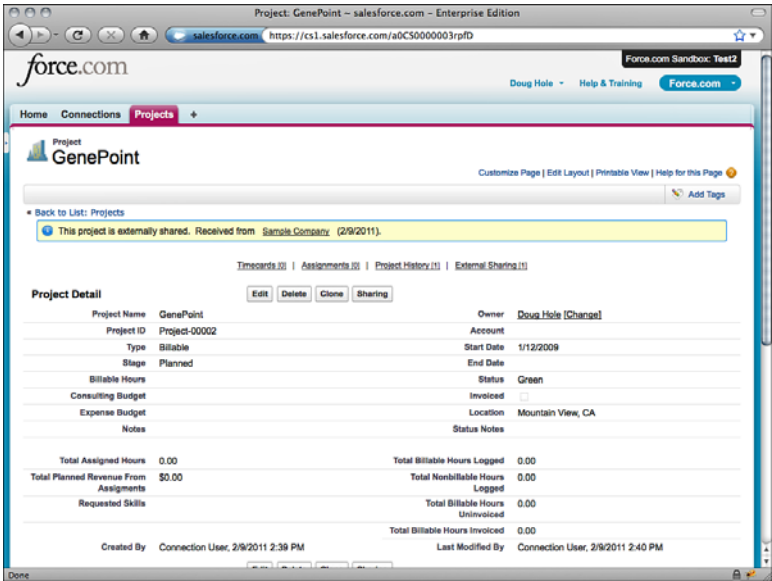 Project: GenePoint ~ salesforce.com – Enterprise Edition
salesforce.com https://cs1.salesforce.com/a0CS0000003rpfD
force.com
Force.com Sandbox: Test2
Doug Hole Help & Training Force.com
Home Connections Projects +
Project
GenePoint
Customize Page | Edit Layout | Printable View | Help for this Page
Add Tags
« Back to List: Projects
This project is externally shared. Received from Sample Company (2/9/2011).
Timecards [0] | Assignments [0] | Project History [1] | External Sharing [1]
Project Detail Edit Delete Clone Sharing
Project Name GenePoint Owner Doug Hole [Change]
Project ID Project-00002 Account
Type Billable Start Date 1/12/2009
Stage Planned End Date
Billable Hours Status Green
Consulting Budget Invoiced
Expense Budget Location Mountain View, CA
Notes Status Notes
Total Assigned Hours 0.00 Total Billable Hours Logged 0.00
Total Planned Revenue From Assigments $0.00 Total Nonbillable Hours Logged 0.00
Requested Skills Total Billable Hours Uninvoiced 0.00
Total Billable Hours Invoiced 0.00
Created By Connection User, 2/9/2011 2:39 PM Last Modified By Connection User, 2/9/2011 2:40 PM
Done